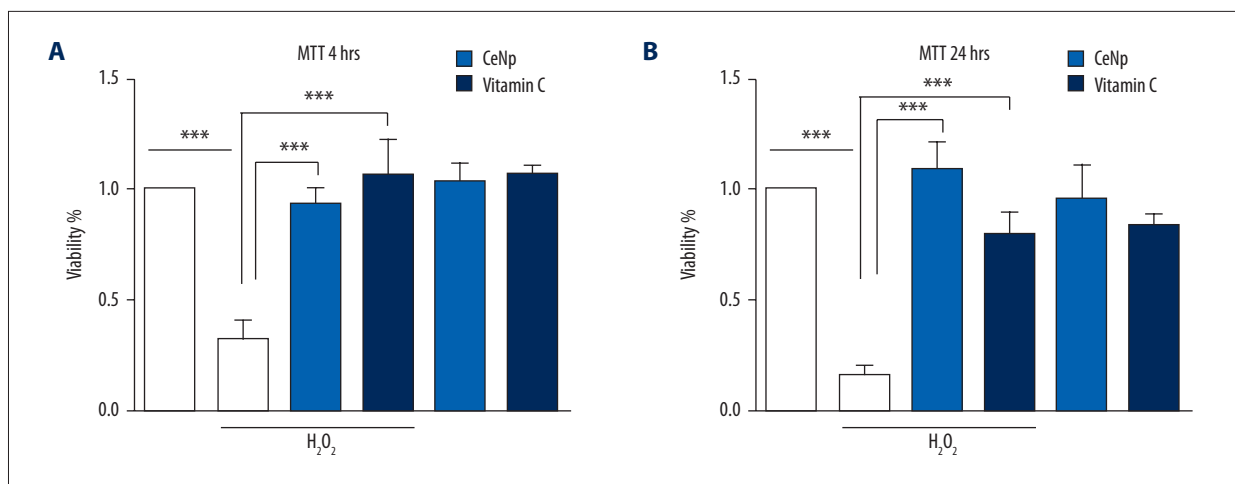 A
MTT 4 hrs
CeNp
Vitamin C
Viability %
1.5
1.0
0.5
0.0
***
***
***
H₂O₂
B
MTT 24 hrs
CeNp
Vitamin C
Viability %
1.5
1.0
0.5
0.0
***
***
***
H₂O₂